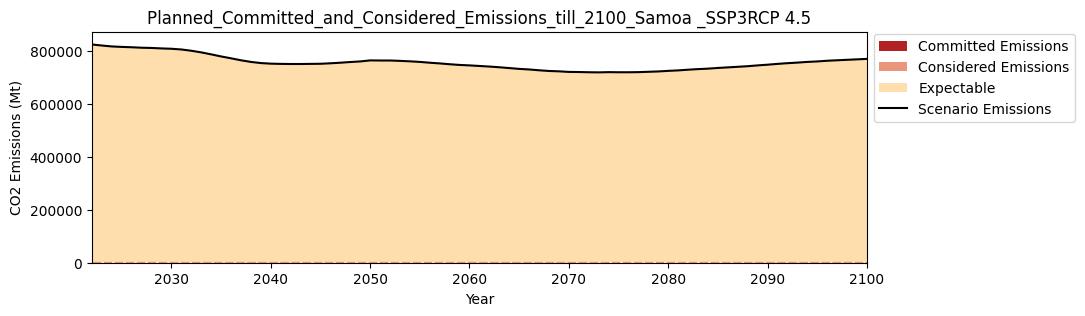 Planned_Committed_and_Considered_Emissions_till_2100_Samoa _SSP3RCP 4.5
Committed Emissions
Considered Emissions
Expectable
Scenario Emissions
CO2 Emissions (Mt)
800000
600000
400000
200000
0
2030 2040 2050 2060 2070 2080 2090 2100
Year